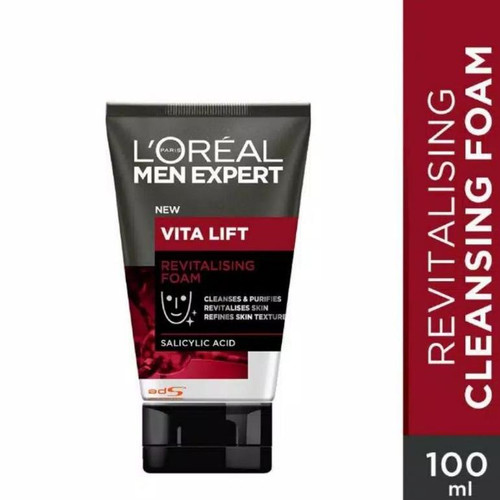 L'ORÉAL
PARIS
MEN EXPERT
NEW
VITA LIFT
REVITALISING
FOAM
CLEANSES & PURIFIES
REVITALISES SKIN
REFINES SKIN TEXTURE
SALICYLIC ACID
adS
REVITALISING
CLEANSING FOAM
100
ml